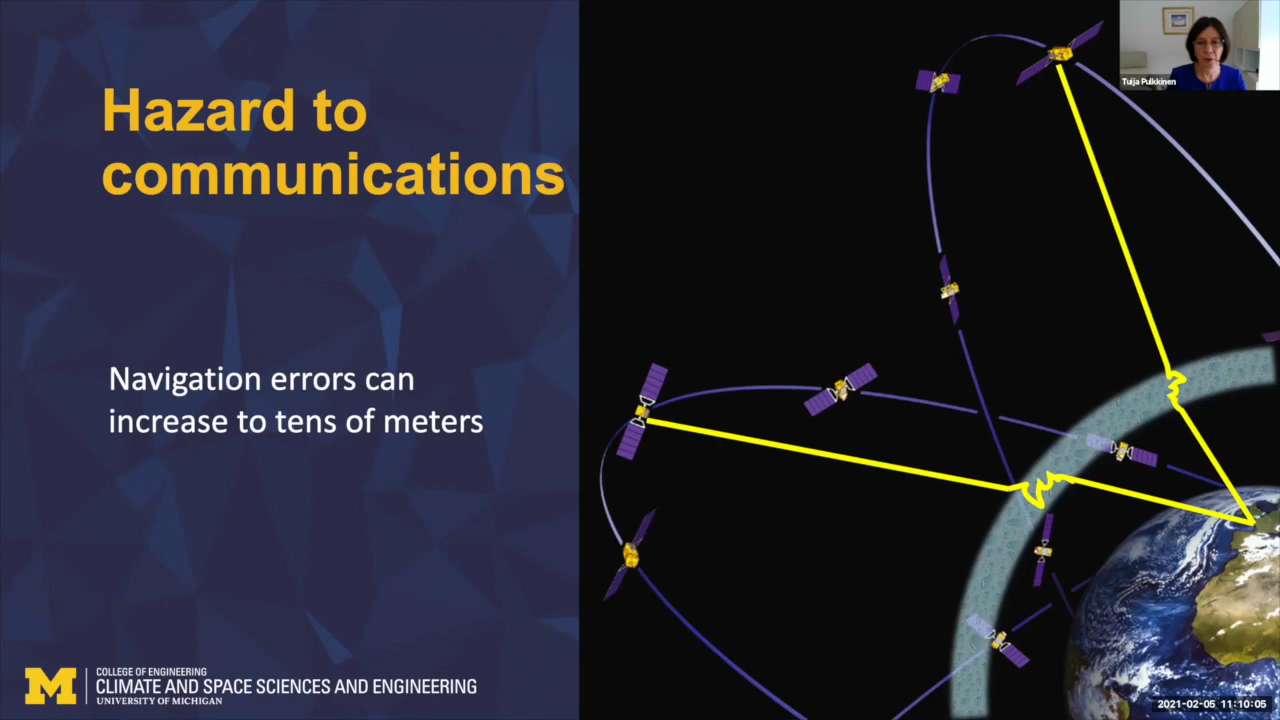 Hazard to
communications
Navigation errors can
increase to tens of meters
M
COLLEGE OF ENGINEERING
CLIMATE AND SPACE SCIENCES AND ENGINEERING
UNIVERSITY OF MICHIGAN
Tuija Pulkkinen
2021-02-05 11:10:05